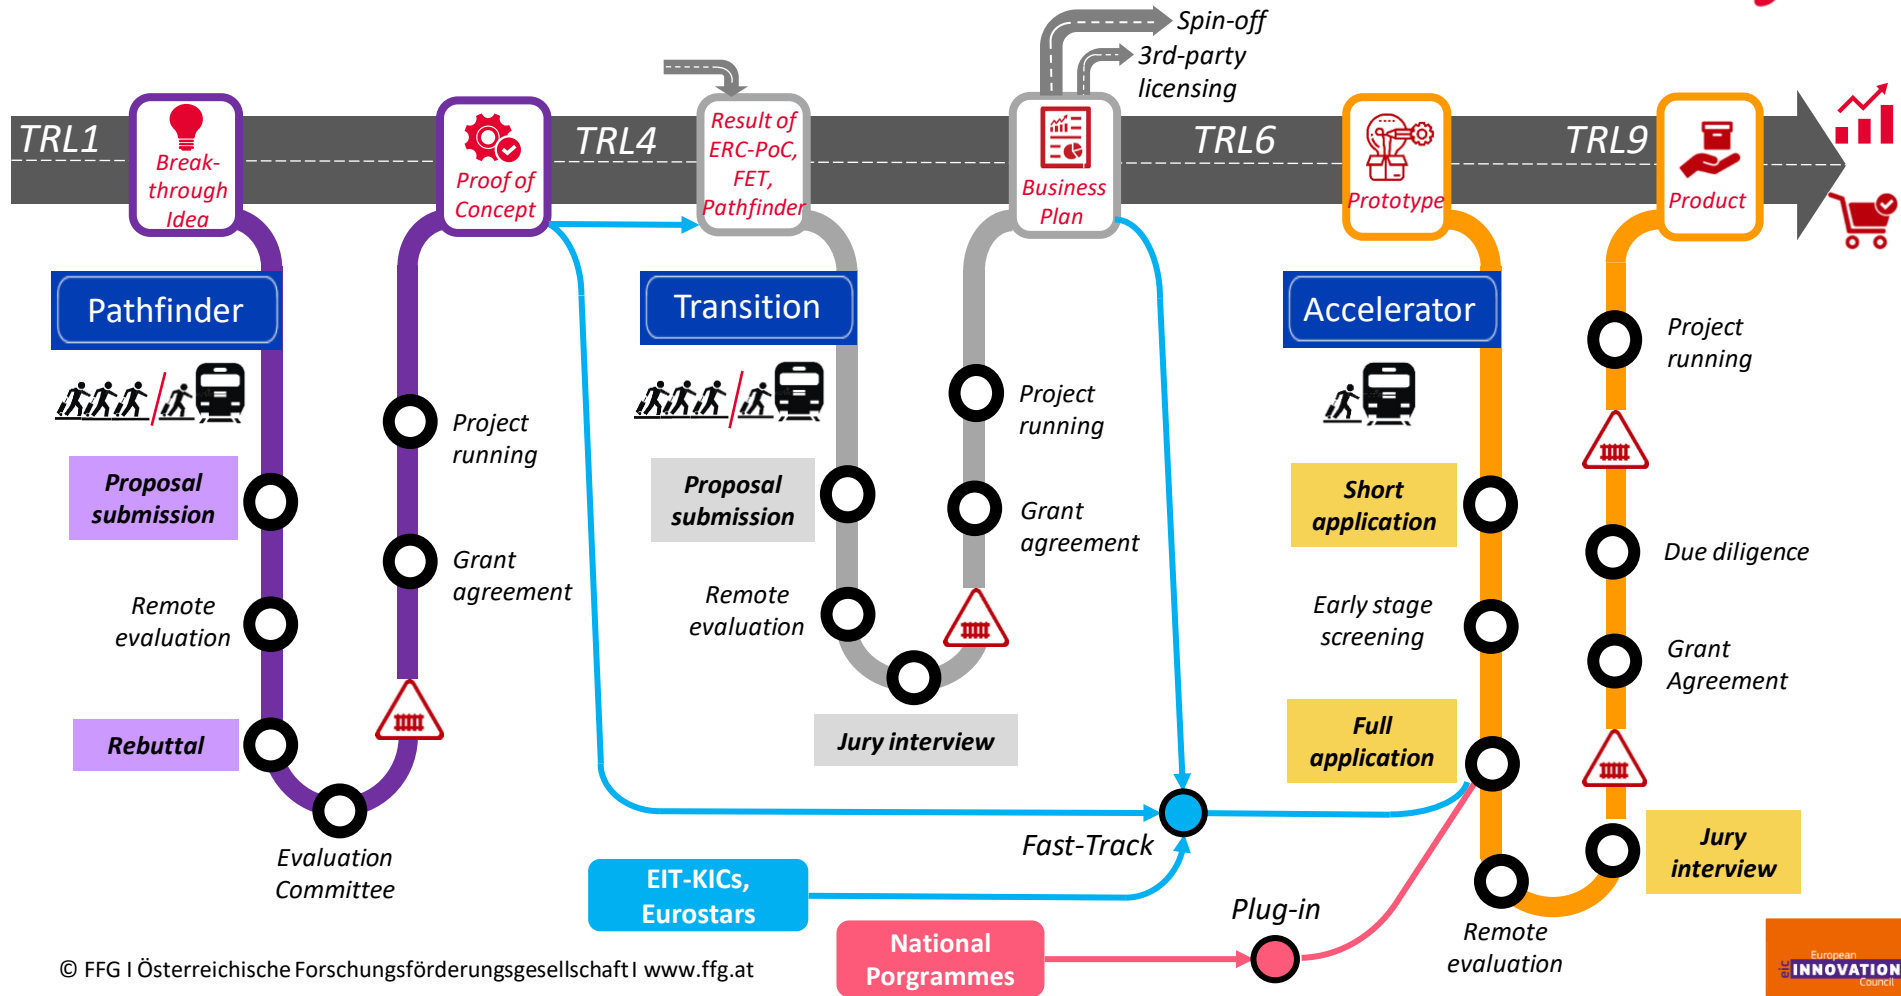 Spin-off
3rd-party
licensing
TRL1
Break-
through
Idea
Proof of
Concept
TRL4
Result of
ERC-PoC,
FET,
Pathfinder
Business
Plan
TRL6
Prototype
TRL9
Product
Pathfinder
Proposal
submission
Remote
evaluation
Rebuttal
Evaluation
Committee
Project
running
Grant
agreement
Transition
Proposal
submission
Remote
evaluation
Jury interview
Project
running
Grant
agreement
Accelerator
Short
application
Early stage
screening
Full
application
Remote
evaluation
Project
running
Due diligence
Grant
Agreement
Jury
interview
Fast-Track
EIT-KICs,
Eurostars
Plug-in
National
Porgrammes
© FFG I Österreichische Forschungsförderungsgesellschaft I www.ffg.at
European
eic INNOVATION
Council